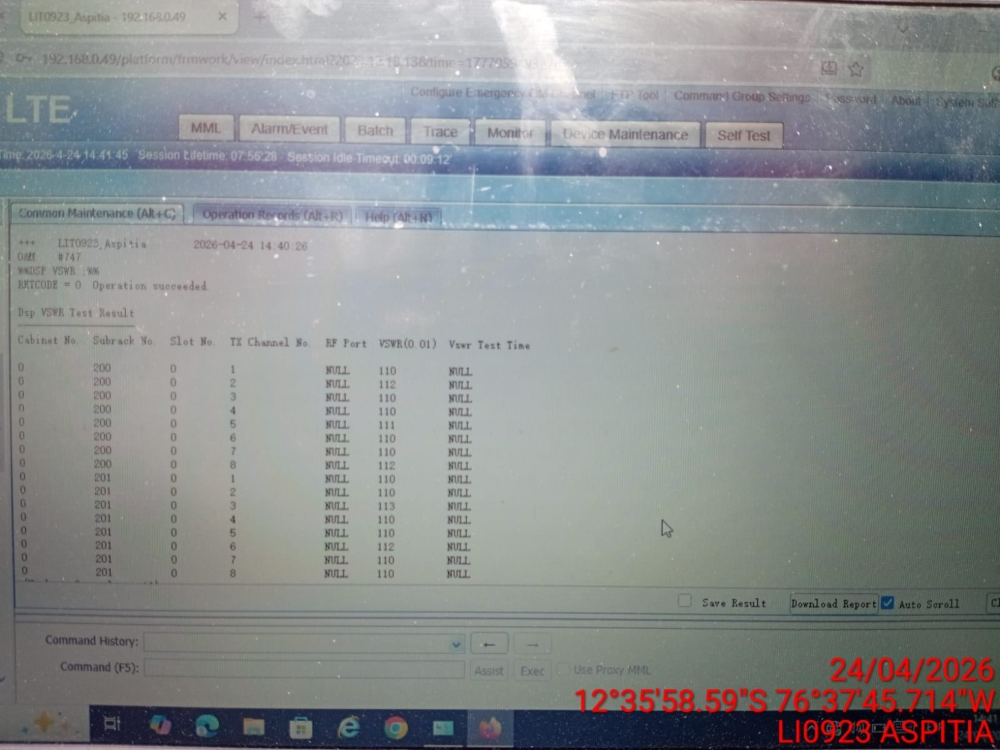 LIT0923_Aspitia - 192.168.0.49
LTE
Configure Emergency OM Channel | FTP Tool | Command Group Settings | Password | About |
MML Alarm/Event Batch Trace Monitor Device Maintenance Self Test
Time: 2026-4-24 14:41:45 Session Lifetime: 07:56:28 Session Idle Timeout: 00:09:12
Common Maintenance (Alt+C) Operation Records (Alt+R) Help (Alt+N)
+++ LIT0923_Aspitia 2026-04-24 14:40:26
O&M #747
%%DSP VSWR:;%%
RETCODE = 0 Operation succeeded.
Dsp VSWR Test Result
Cabinet No. Subrack No. Slot No. TX Channel No. RF Port VSWR(0.01) Vswr Test Time
0 200 0 1 NULL 110 NULL
0 200 0 2 NULL 112 NULL
0 200 0 3 NULL 110 NULL
0 200 0 4 NULL 110 NULL
0 200 0 5 NULL 111 NULL
0 200 0 6 NULL 110 NULL
0 200 0 7 NULL 110 NULL
0 200 0 8 NULL 112 NULL
0 201 0 1 NULL 110 NULL
0 201 0 2 NULL 110 NULL
0 201 0 3 NULL 113 NULL
0 201 0 4 NULL 110 NULL
0 201 0 5 NULL 110 NULL
0 201 0 6 NULL 112 NULL
0 201 0 7 NULL 110 NULL
0 201 0 8 NULL 110 NULL
Save Result Download Report Auto Scroll
Command History: ← →
Command (F5): Assist Exec Use Proxy MML
24/04/2026
12°35'58.59"S 76°37'45.714"W
LI0923 ASPITIA